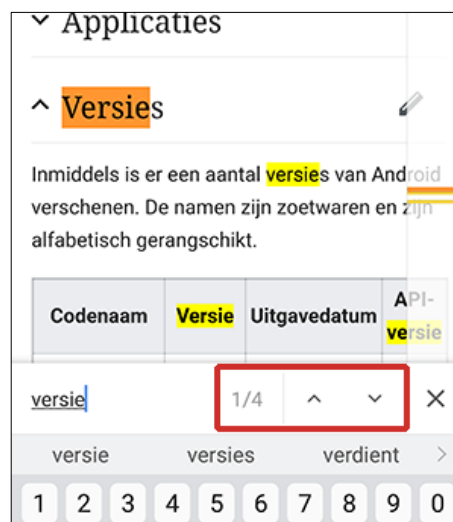 Applicaties
Versies
Inmiddels is er een aantal versies van Android
verschenen. De namen zijn zoetwaren en zijn
alfabetisch gerangschikt.
Codenaam Versie Uitgavedatum API-versie
versie 1/4
versie versies verdient
1 2 3 4 5 6 7 8 9 0